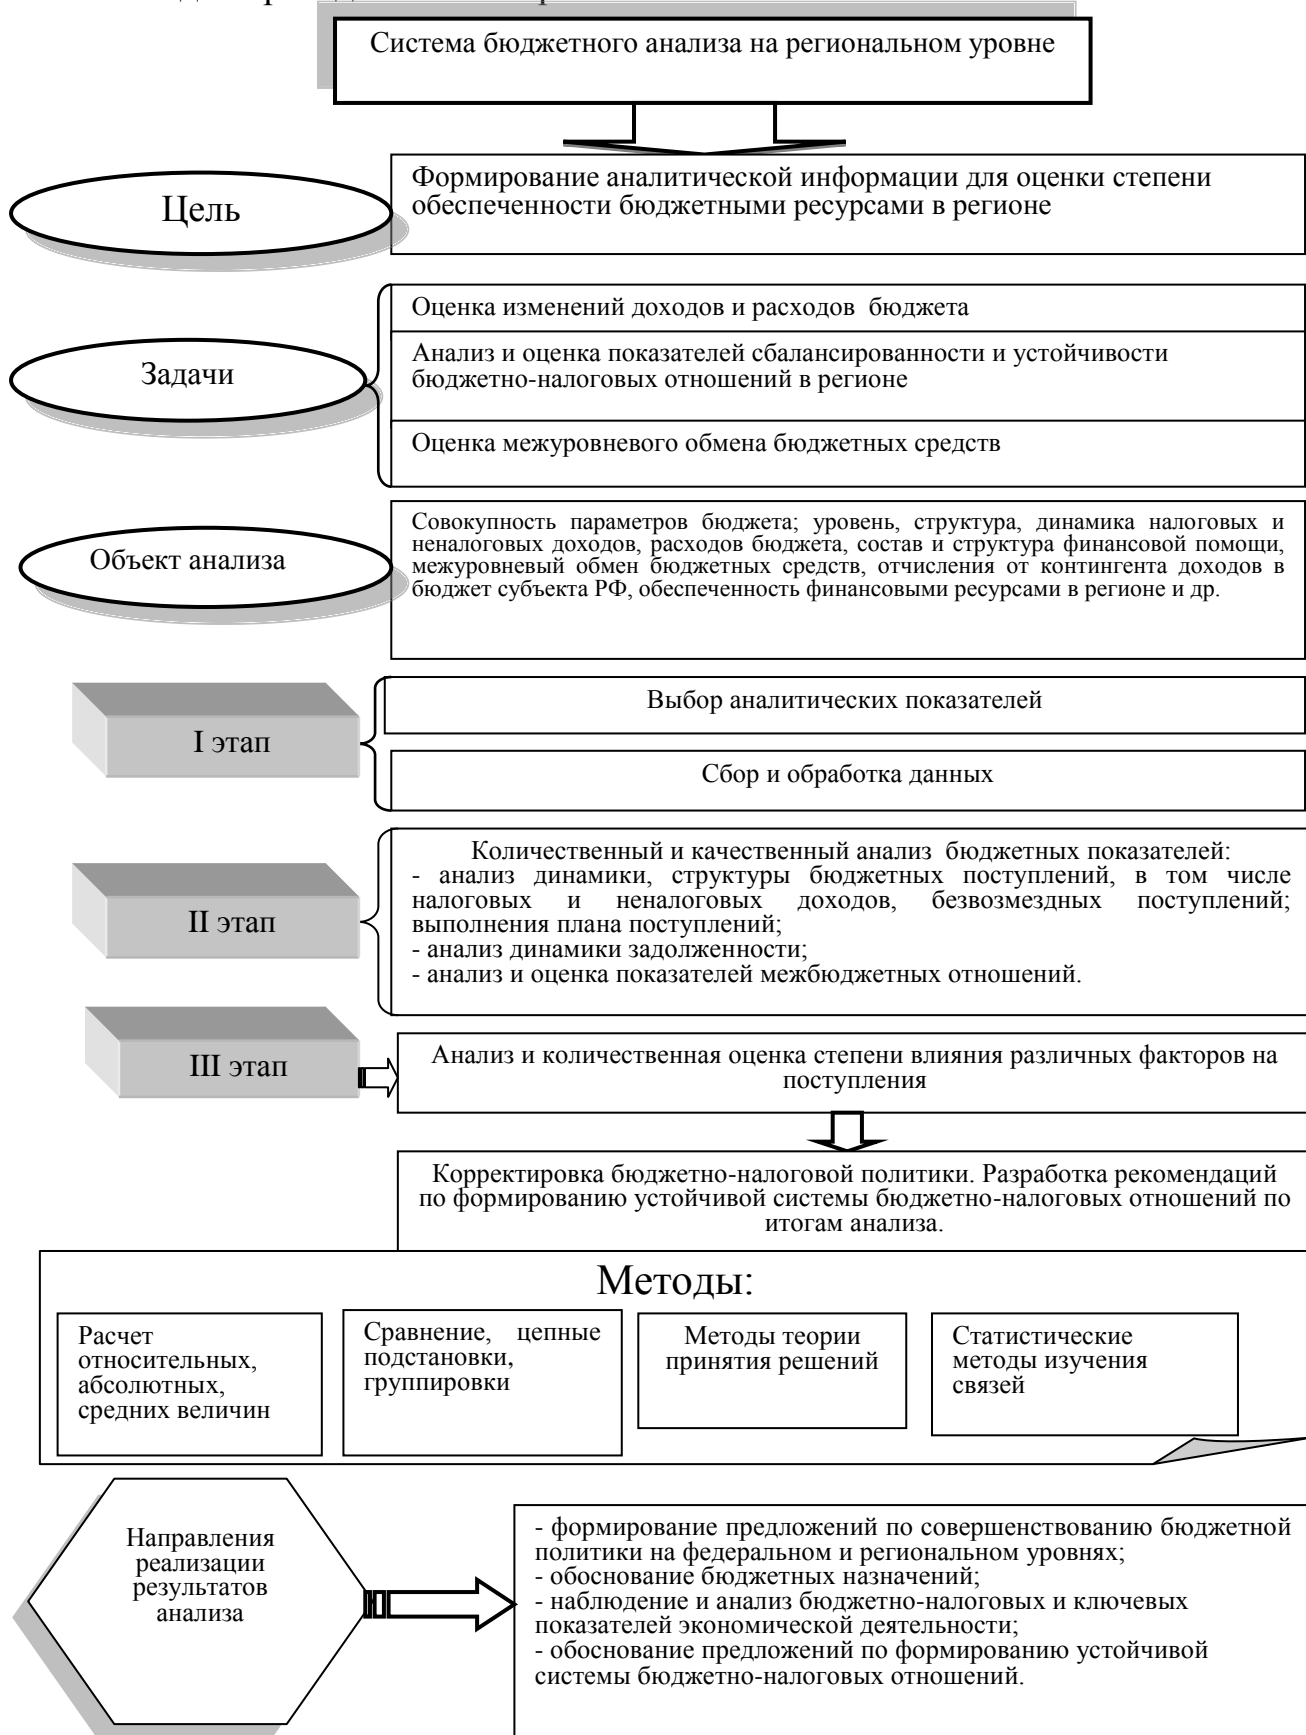 Система бюджетного анализа на региональном уровне
Цель
Формирование аналитической информации для оценки степени
обеспеченности бюджетными ресурсами в регионе
Задачи
Оценка изменений доходов и расходов бюджета
Анализ и оценка показателей сбалансированности и устойчивости
бюджетно-налоговых отношений в регионе
Оценка межуровневого обмена бюджетных средств
Объект анализа
Совокупность параметров бюджета; уровень, структура, динамика налоговых и
неналоговых доходов, расходов бюджета, состав и структура финансовой помощи,
межуровневый обмен бюджетных средств, отчисления от контингента доходов в
бюджет субъекта РФ, обеспеченность финансовыми ресурсами в регионе и др.
I этап
Выбор аналитических показателей
Сбор и обработка данных
II этап
Количественный и качественный анализ бюджетных показателей:
- анализ динамики, структуры бюджетных поступлений, в том числе
налоговых и неналоговых доходов, безвозмездных поступлений;
выполнения плана поступлений;
- анализ динамики задолженности;
- анализ и оценка показателей межбюджетных отношений.
III этап
Анализ и количественная оценка степени влияния различных факторов на
поступления
Корректировка бюджетно-налоговой политики. Разработка рекомендаций
по формированию устойчивой системы бюджетно-налоговых отношений по
итогам анализа.
Методы:
Расчет
относительных,
абсолютных,
средних величин
Сравнение, цепные
подстановки,
группировки
Методы теории
принятия решений
Статистические
методы изучения
связей
Направления
реализации
результатов
анализа
- формирование предложений по совершенствованию бюджетной
политики на федеральном и региональном уровнях;
- обоснование бюджетных назначений;
- наблюдение и анализ бюджетно-налоговых и ключевых
показателей экономической деятельности;
- обоснование предложений по формированию устойчивой
системы бюджетно-налоговых отношений.